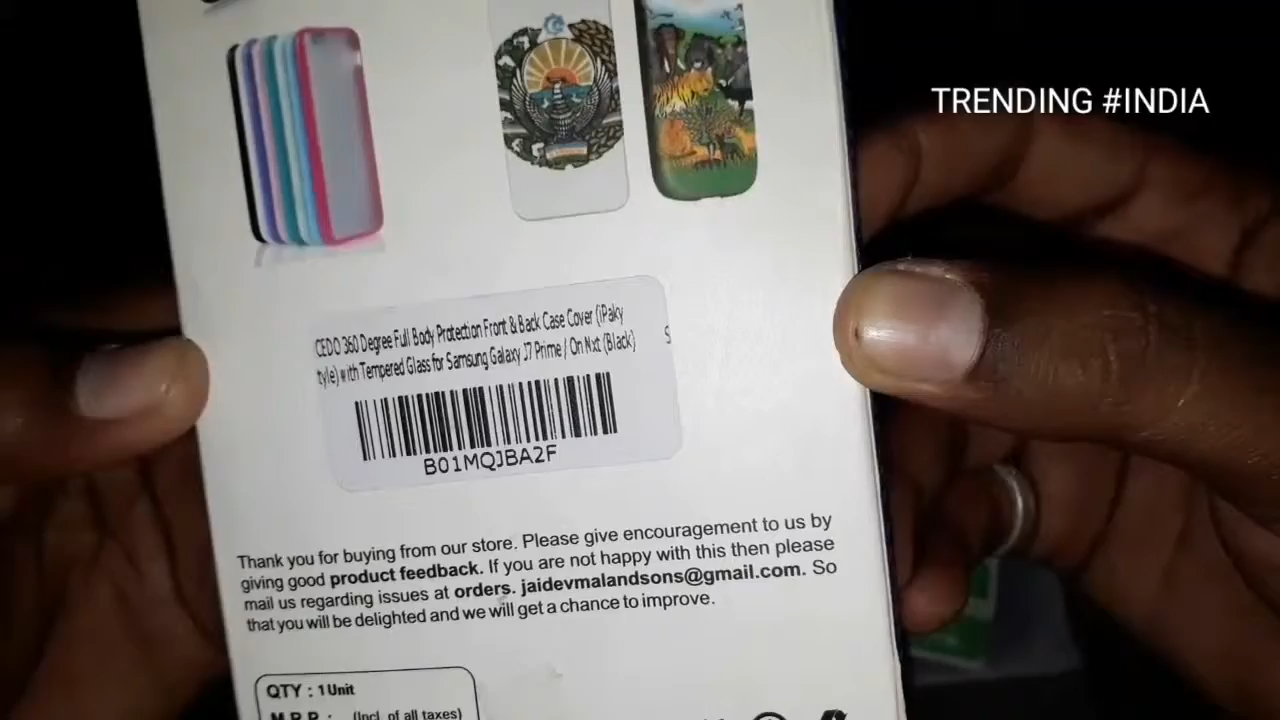 TRENDING #INDIA
CEDO 360 Degree Full Body Protection Front & Back Case Cover (iPaky S
tyle) with Tempered Glass for Samsung Galaxy J7 Prime / On Nxt (Black)
B01MQJBA2F
Thank you for buying from our store. Please give encouragement to us by
giving good product feedback. If you are not happy with this then please
mail us regarding issues at orders. jaidevmalandsons@gmail.com. So
that you will be delighted and we will get a chance to improve.
QTY : 1 Unit
M.R.P.: (Incl. of all taxes)